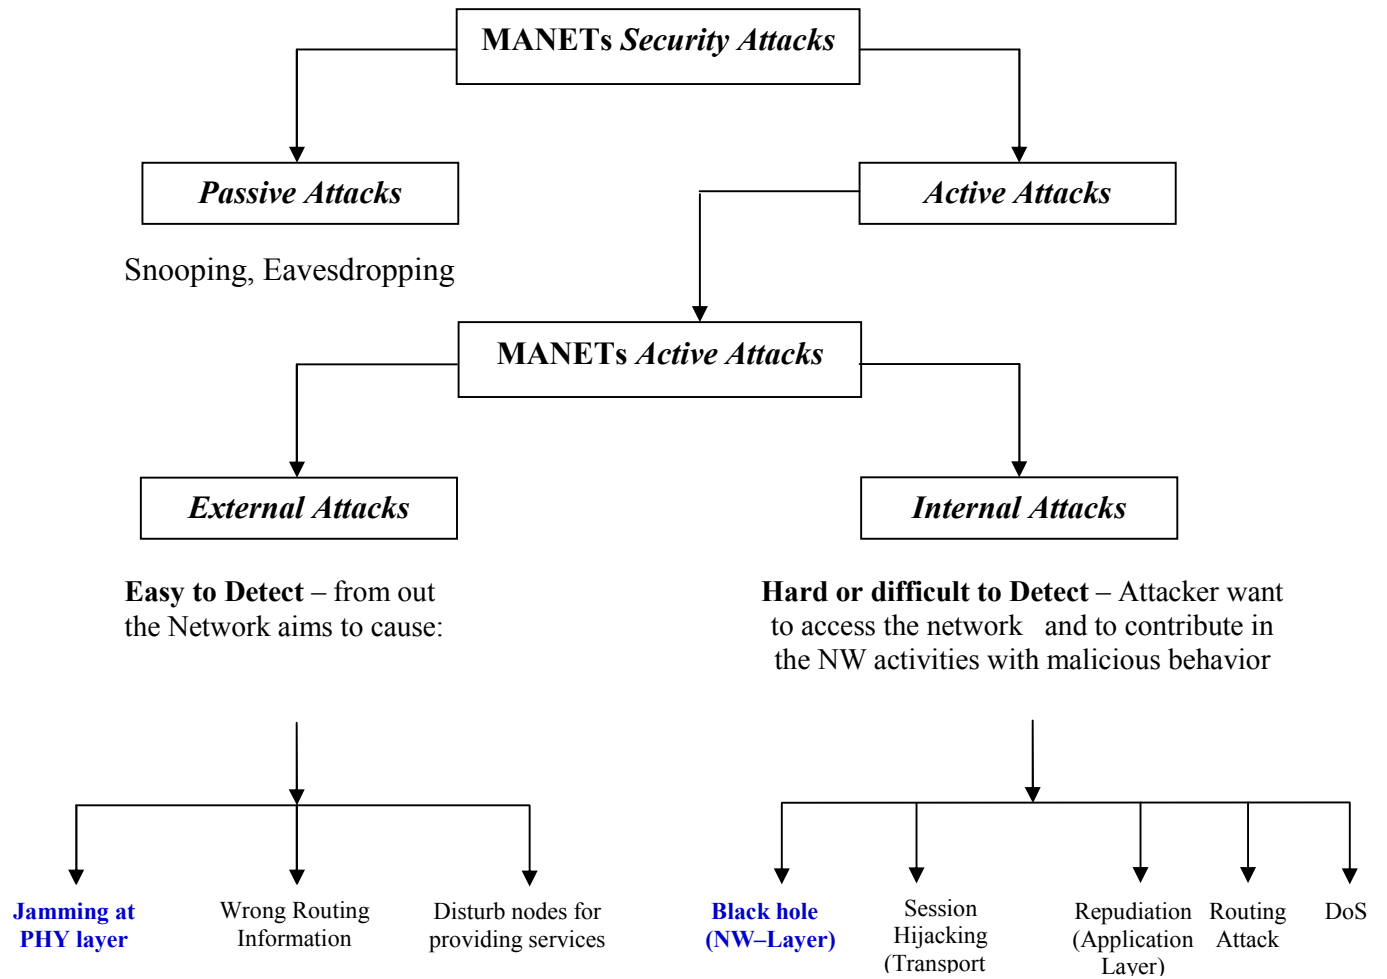 MANETs Security Attacks
Passive Attacks
Active Attacks
Snooping, Eavesdropping
MANETs Active Attacks
External Attacks
Internal Attacks
Easy to Detect – from out
the Network aims to cause:
Hard or difficult to Detect – Attacker want
to access the network and to contribute in
the NW activities with malicious behavior
Jamming at
PHY layer
Wrong Routing
Information
Disturb nodes for
providing services
Black hole
(NW–Layer)
Session
Hijacking
(Transport
Repudiation
(Application
Layer)
Routing
Attack
DoS